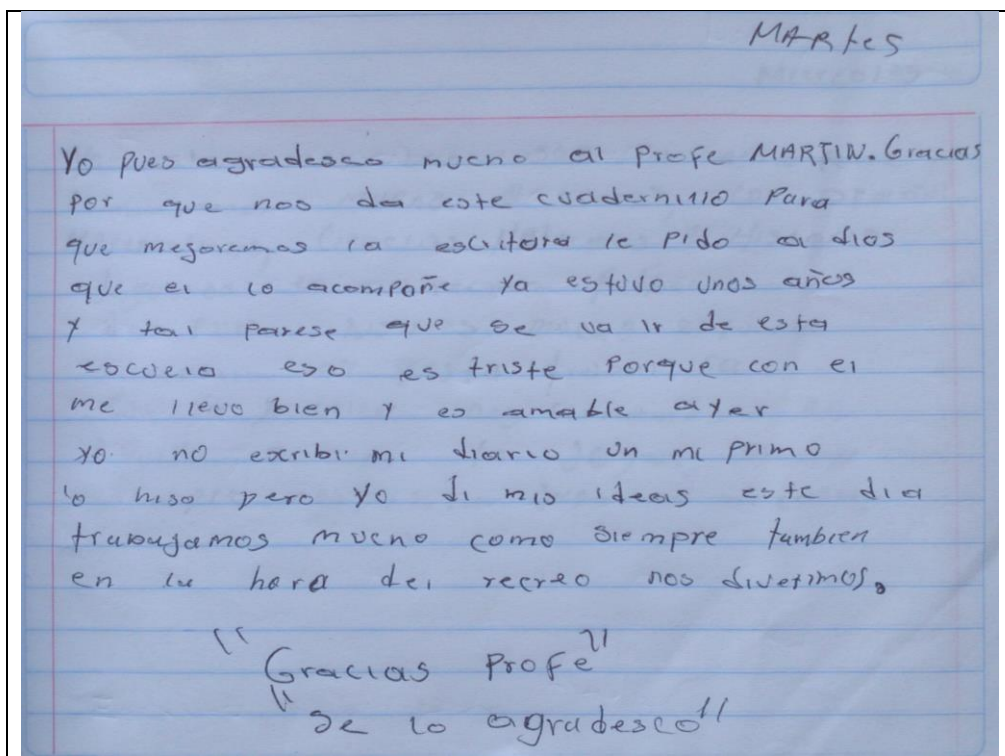 MARtes
Yo pues agradesco mucho al Profe MARTIN. Gracias
por que nos da este cuadernillo Para
que mejoremos la escritora le Pido a dios
que el lo acompañe ya estuvo unos años
y tal parese que se va ir de esta
escuela eso es triste Porque con el
me llevo bien y es amable ayer
yo no exribi mi diario un mi primo
lo hiso pero yo di mis ideas este dia
trabajamos mucho como siempre tambien
en la hora del recreo nos divetimos.
"Gracias Profe"
"se lo agradesco"